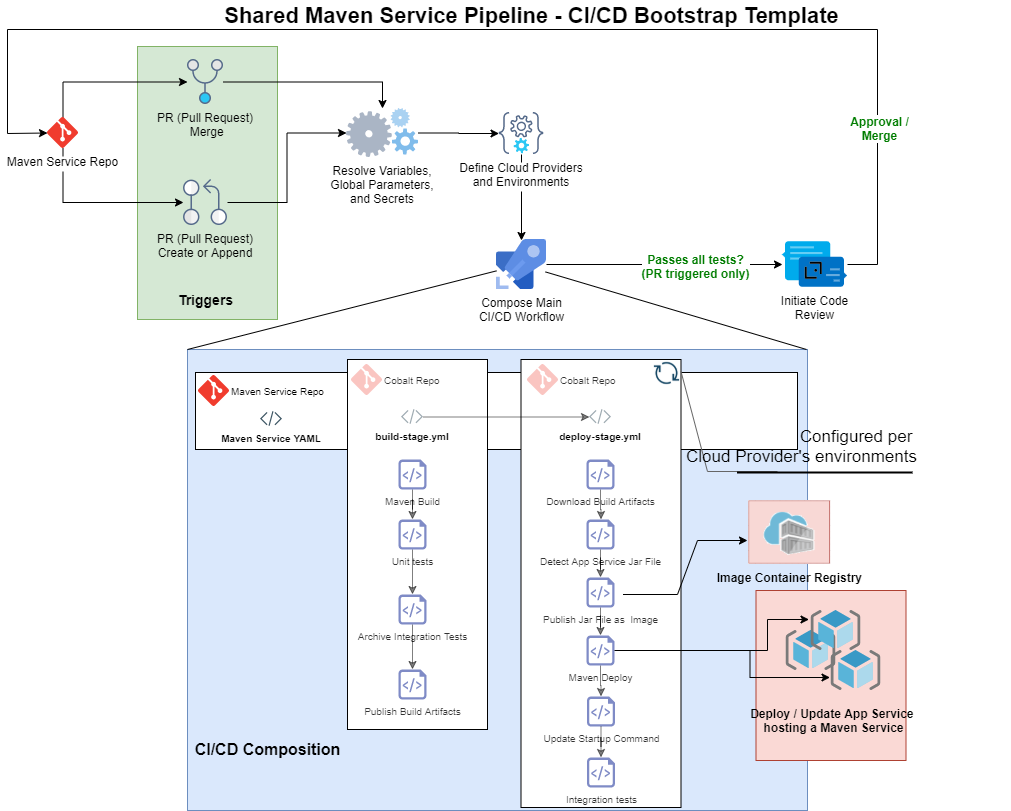 Shared Maven Service Pipeline - CI/CD Bootstrap Template
PR (Pull Request)
Merge
Maven Service Repo
PR (Pull Request)
Create or Append
Triggers
Resolve Variables,
Global Parameters,
and Secrets
Define Cloud Providers
and Environments
Approval /
Merge
Compose Main
CI/CD Workflow
Passes all tests?
(PR triggered only)
Initiate Code
Review
Maven Service Repo
Maven Service YAML
Cobalt Repo
build-stage.yml
Maven Build
Unit tests
Archive Integration Tests
Publish Build Artifacts
Cobalt Repo
deploy-stage.yml
Download Build Artifacts
Detect App Service Jar File
Publish Jar File as Image
Maven Deploy
Update Startup Command
Integration tests
Configured per
Cloud Provider's environments
Image Container Registry
Deploy / Update App Service
hosting a Maven Service
CI/CD Composition